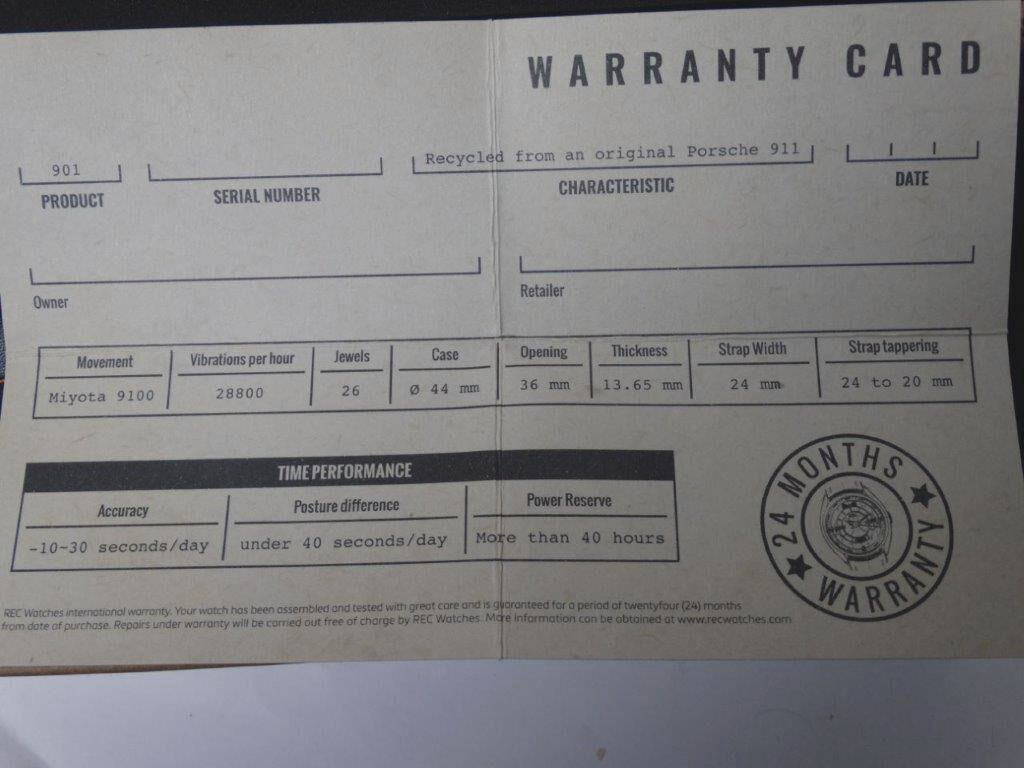 WARRANTY CARD
901 Recycled from an original Porsche 911
PRODUCT SERIAL NUMBER CHARACTERISTIC DATE
Owner Retailer
Movement Vibrations per hour Jewels Case Opening Thickness Strap Width Strap tappering
Miyota 9100 28800 26 Ø 44 mm 36 mm 13.65 mm 24 mm 24 to 20 mm
TIME PERFORMANCE
Accuracy Posture difference Power Reserve
-10-30 seconds/day under 40 seconds/day More than 40 hours
24 MONTHS
WARRANTY
REC Watches international warranty. Your watch has been assembled and tested with great care and is guaranteed for a period of twentyfour (24) months
from date of purchase. Repairs under warranty will be carried out free of charge by REC Watches. More information can be obtained at www.recwatches.com